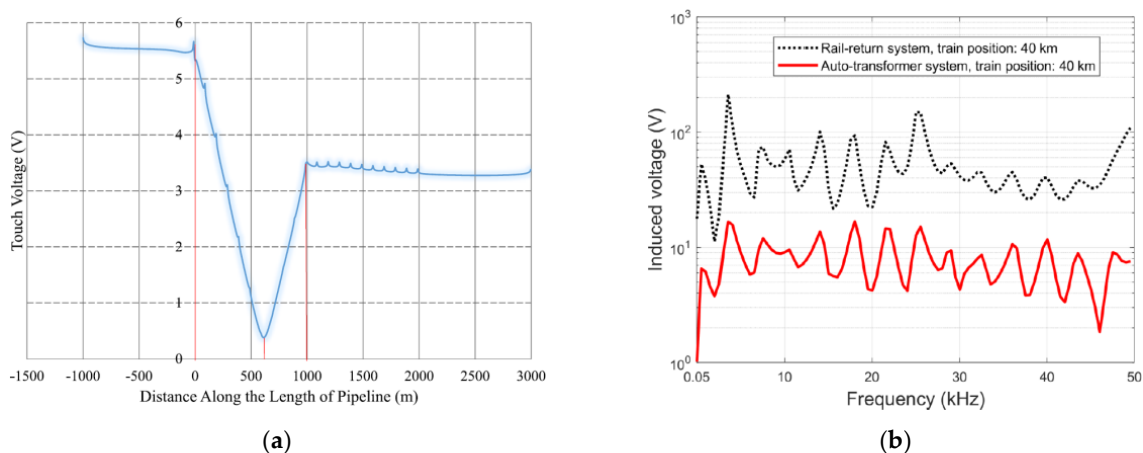 6
5
4
3
2
1
0
Touch Voltage (V)
-1500 -1000 -500 0 500 1000 1500 2000 2500 3000
Distance Along the Length of Pipeline (m)
(a)
10³
10²
10¹
10⁰
Induced voltage (V)
Rail-return system, train position: 40 km
Auto-transformer system, train position: 40 km
0.05 10 20 30 40 50
Frequency (kHz)
(b)